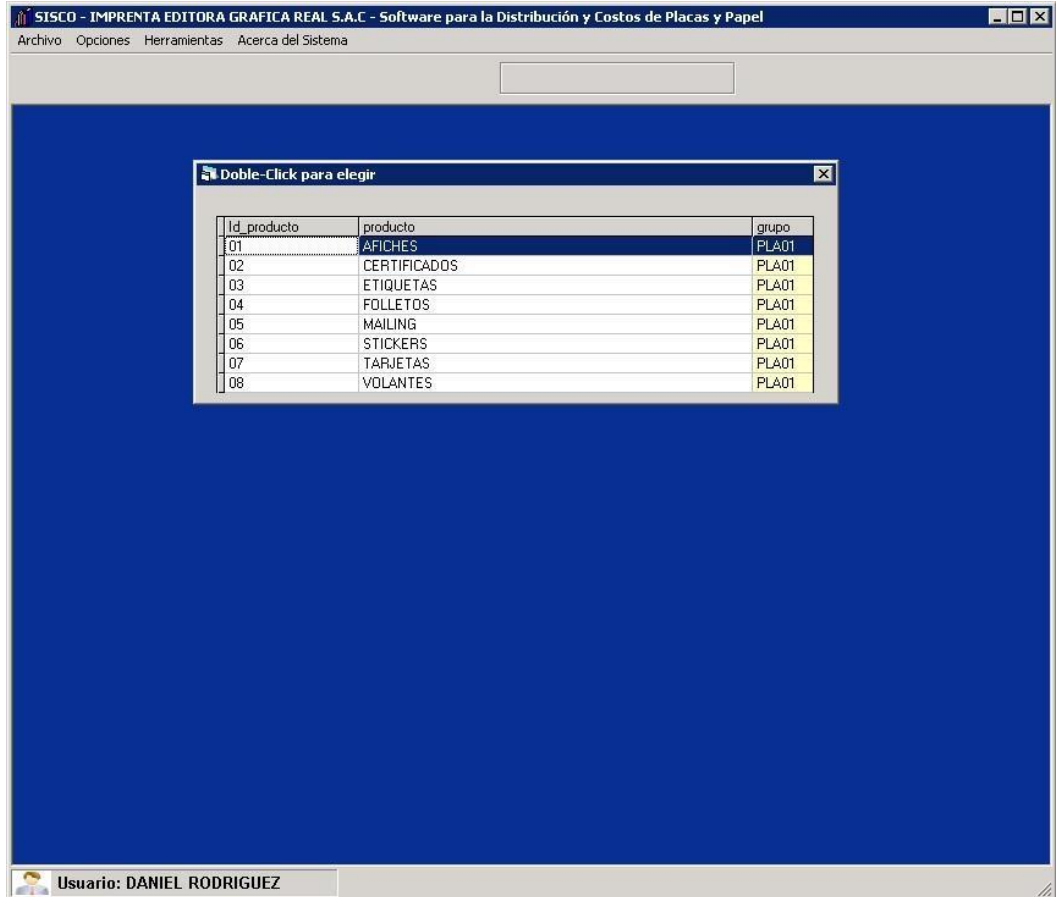 SISCO - IMPRENTA EDITORA GRAFICA REAL S.A.C - Software para la Distribución y Costos de Placas y Papel
Archivo Opciones Herramientas Acerca del Sistema
Doble-Click para elegir
Id_producto producto grupo
01 AFICHES PLA01
02 CERTIFICADOS PLA01
03 ETIQUETAS PLA01
04 FOLLETOS PLA01
05 MAILING PLA01
06 STICKERS PLA01
07 TARJETAS PLA01
08 VOLANTES PLA01
Usuario: DANIEL RODRIGUEZ